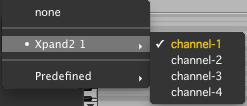 none
• Xpand2 1
Predefined
✓ channel-1
channel-2
channel-3
channel-4